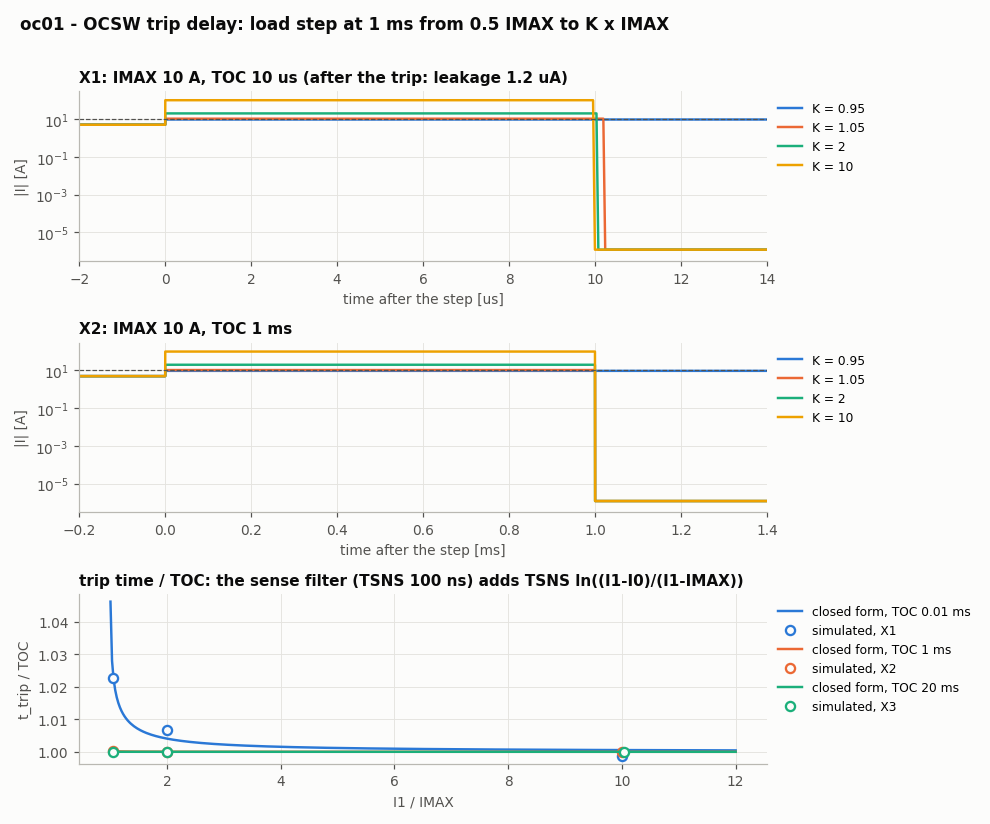 oc01 - OCSW trip delay: load step at 1 ms from 0.5 IMAX to K x IMAX
X1: IMAX 10 A, TOC 10 us (after the trip: leakage 1.2 uA)
|I| [A]
10¹
10⁻¹
10⁻³
10⁻⁵
−2 0 2 4 6 8 10 12 14
time after the step [us]
K = 0.95
K = 1.05
K = 2
K = 10
X2: IMAX 10 A, TOC 1 ms
|I| [A]
10¹
10⁻¹
10⁻³
10⁻⁵
−0.2 0.0 0.2 0.4 0.6 0.8 1.0 1.2 1.4
time after the step [ms]
K = 0.95
K = 1.05
K = 2
K = 10
trip time / TOC: the sense filter (TSNS 100 ns) adds TSNS ln((I1-I0)/(I1-IMAX))
t_trip / TOC
1.04
1.03
1.02
1.01
1.00
2 4 6 8 10 12
I1 / IMAX
closed form, TOC 0.01 ms
simulated, X1
closed form, TOC 1 ms
simulated, X2
closed form, TOC 20 ms
simulated, X3